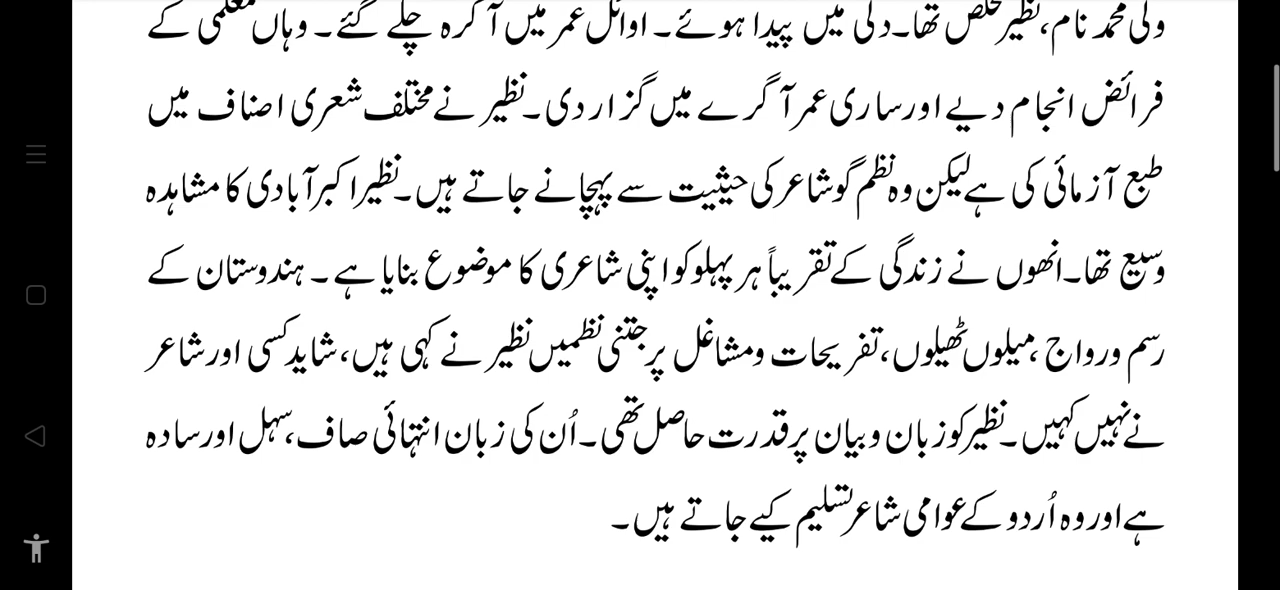 ولی محمد نام، نظیر تخلص تھا۔ دلی میں پیدا ہوئے۔ اوائل عمر میں آگرہ چلے گئے۔ وہاں معلمی کے
فرائض انجام دیے اور ساری عمر آگرے میں گزار دی۔ نظیر نے مختلف شعری اصناف میں
طبع آزمائی کی ہے لیکن وہ نظم گو شاعر کی حیثیت سے پہچانے جاتے ہیں۔ نظیر اکبر آبادی کا مشاہدہ
وسیع تھا۔ انھوں نے زندگی کے تقریباً ہر پہلو کو اپنی شاعری کا موضوع بنایا ہے۔ ہندوستان کے
رسم و رواج، میلوں ٹھیلوں، تفریحات و مشاغل پر جتنی نظمیں نظیر نے کہی ہیں، شاید کسی اور شاعر
نے نہیں کہیں۔ نظیر کو زبان و بیان پر قدرت حاصل تھی۔ اُن کی زبان انتہائی صاف، سہل اور سادہ
ہے اور وہ اُردو کے عوامی شاعر تسلیم کیے جاتے ہیں۔